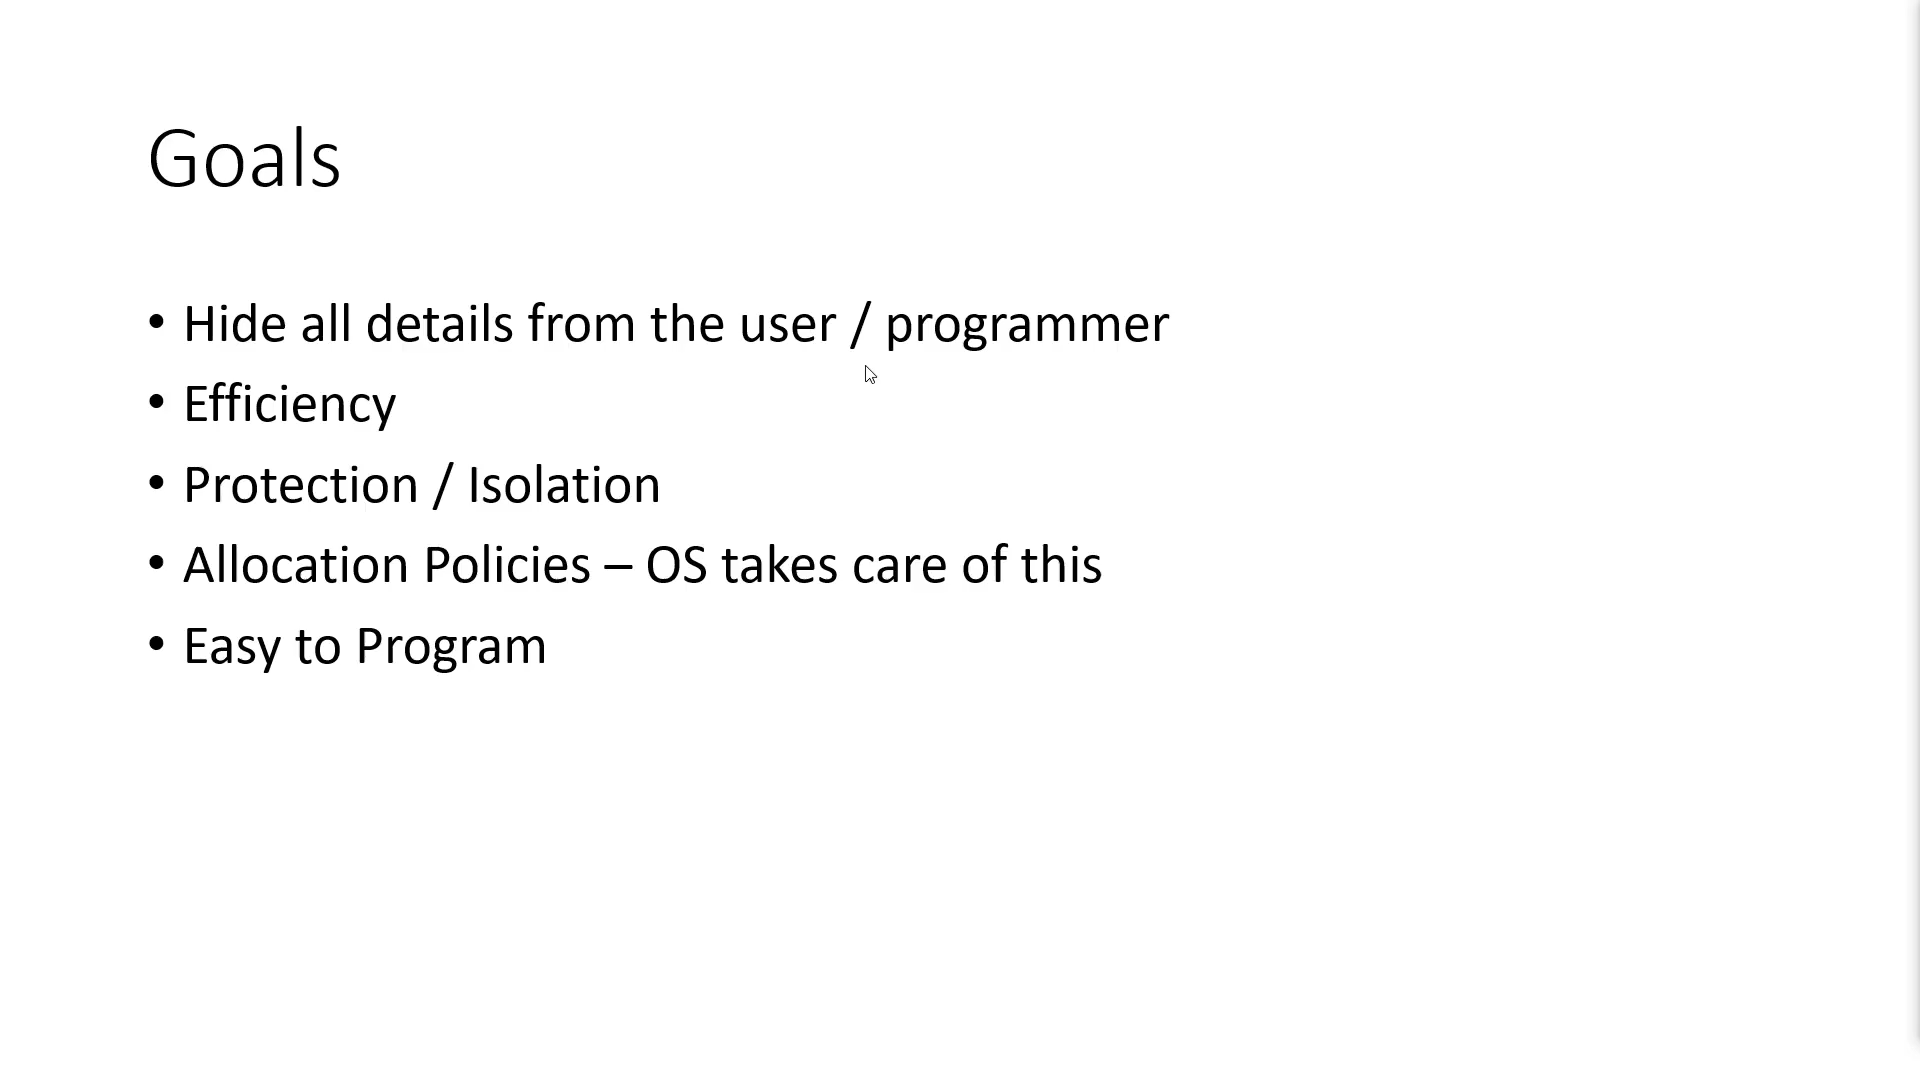 Goals
• Hide all details from the user / programmer
• Efficiency
• Protection / Isolation
• Allocation Policies – OS takes care of this
• Easy to Program